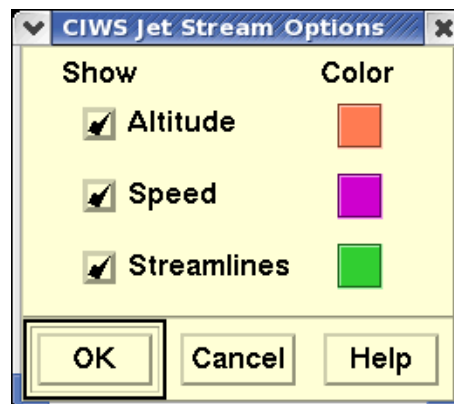 CIWS Jet Stream Options
Show Color
Altitude
Speed
Streamlines
OK Cancel Help